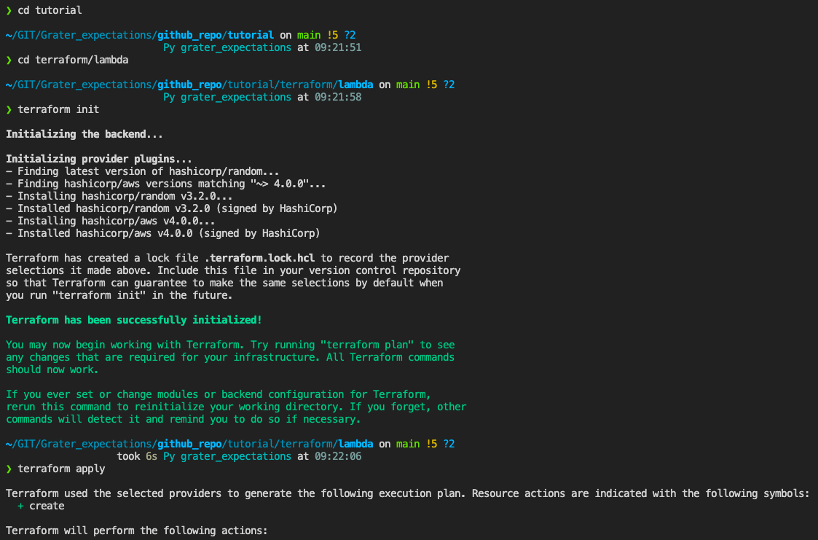 ❯ cd tutorial
~/GIT/Grater_expectations/github_repo/tutorial on main !5 ?2
Py grater_expectations at 09:21:51
❯ cd terraform/lambda
~/GIT/Grater_expectations/github_repo/tutorial/terraform/lambda on main !5 ?2
Py grater_expectations at 09:21:58
❯ terraform init
Initializing the backend...
Initializing provider plugins...
- Finding latest version of hashicorp/random...
- Finding hashicorp/aws versions matching "~> 4.0.0"...
- Installing hashicorp/random v3.2.0...
- Installed hashicorp/random v3.2.0 (signed by HashiCorp)
- Installing hashicorp/aws v4.0.0...
- Installed hashicorp/aws v4.0.0 (signed by HashiCorp)
Terraform has created a lock file .terraform.lock.hcl to record the provider
selections it made above. Include this file in your version control repository
so that Terraform can guarantee to make the same selections by default when
you run "terraform init" in the future.
Terraform has been successfully initialized!
You may now begin working with Terraform. Try running "terraform plan" to see
any changes that are required for your infrastructure. All Terraform commands
should now work.
If you ever set or change modules or backend configuration for Terraform,
rerun this command to reinitialize your working directory. If you forget, other
commands will detect it and remind you to do so if necessary.
~/GIT/Grater_expectations/github_repo/tutorial/terraform/lambda on main !5 ?2
took 6s Py grater_expectations at 09:22:06
❯ terraform apply
Terraform used the selected providers to generate the following execution plan. Resource actions are indicated with the following symbols:
+ create
Terraform will perform the following actions: